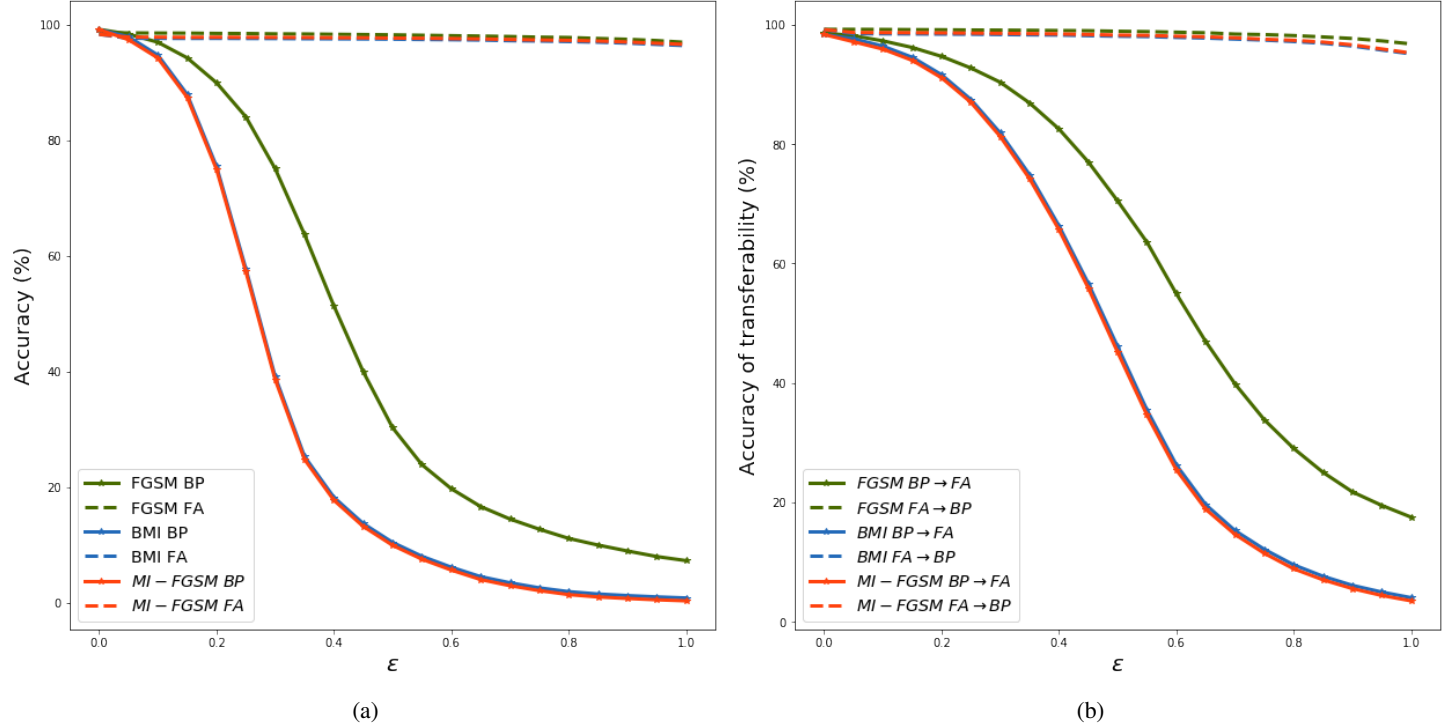 Accuracy (%)
100
80
60
40
20
0
FGSM BP
FGSM FA
BMI BP
BMI FA
MI − FGSM BP
MI − FGSM FA
0.0 0.2 0.4 0.6 0.8 1.0
ε
(a)
Accuracy of transferability (%)
100
80
60
40
20
0
FGSM BP → FA
FGSM FA → BP
BMI BP → FA
BMI FA → BP
MI − FGSM BP → FA
MI − FGSM FA → BP
0.0 0.2 0.4 0.6 0.8 1.0
ε
(b)